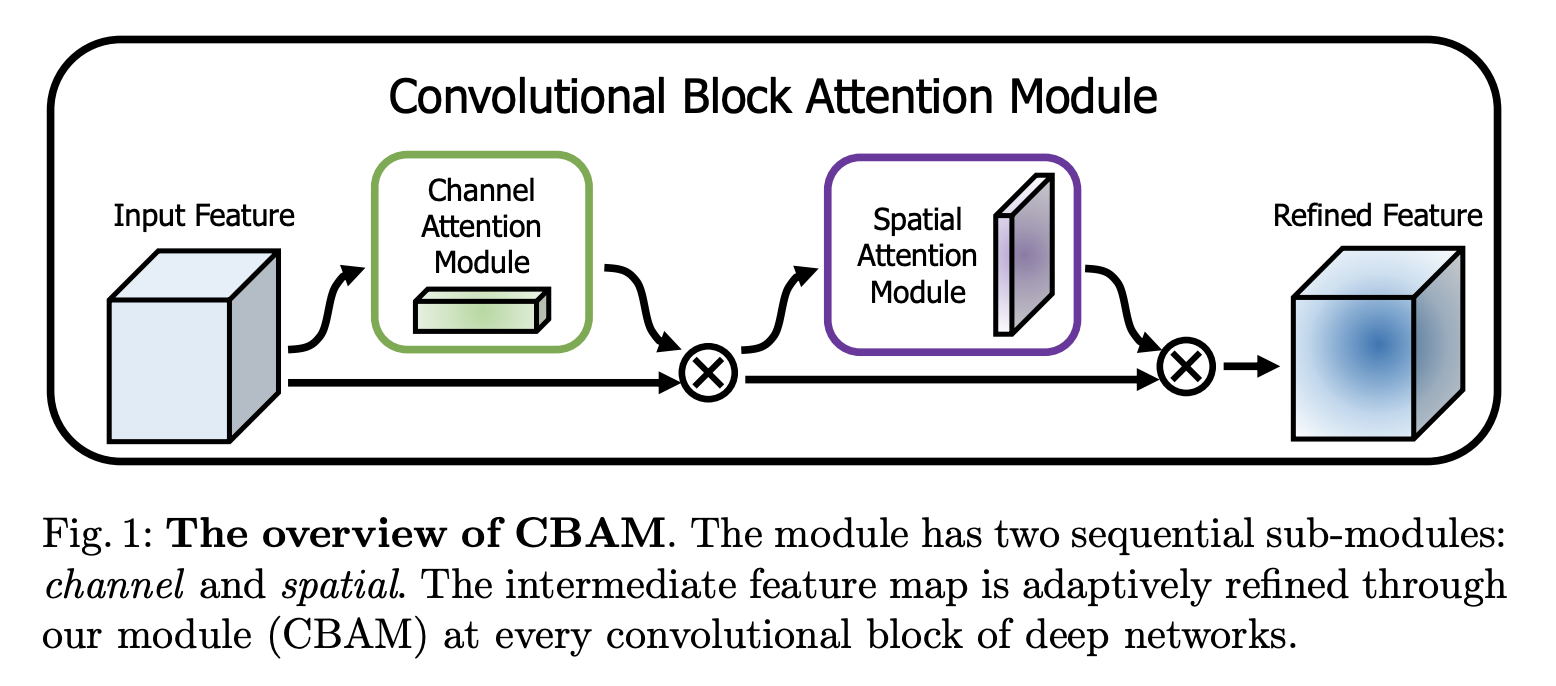 Convolutional Block Attention Module
Input Feature
Channel
Attention
Module
Spatial
Attention
Module
Refined Feature
Fig. 1: The overview of CBAM. The module has two sequential sub-modules:
channel and spatial. The intermediate feature map is adaptively refined through
our module (CBAM) at every convolutional block of deep networks.